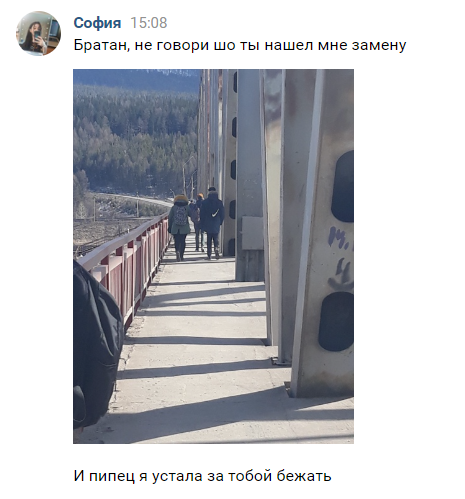 София 15:08
Братан, не говори шо ты нашел мне замену
И пипец я устала за тобой бежать